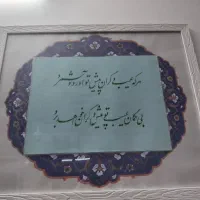 هر که عیب دگران پیش تو آورد و شمرد
بی گمان عیب تو پیش دگران خواهد برد